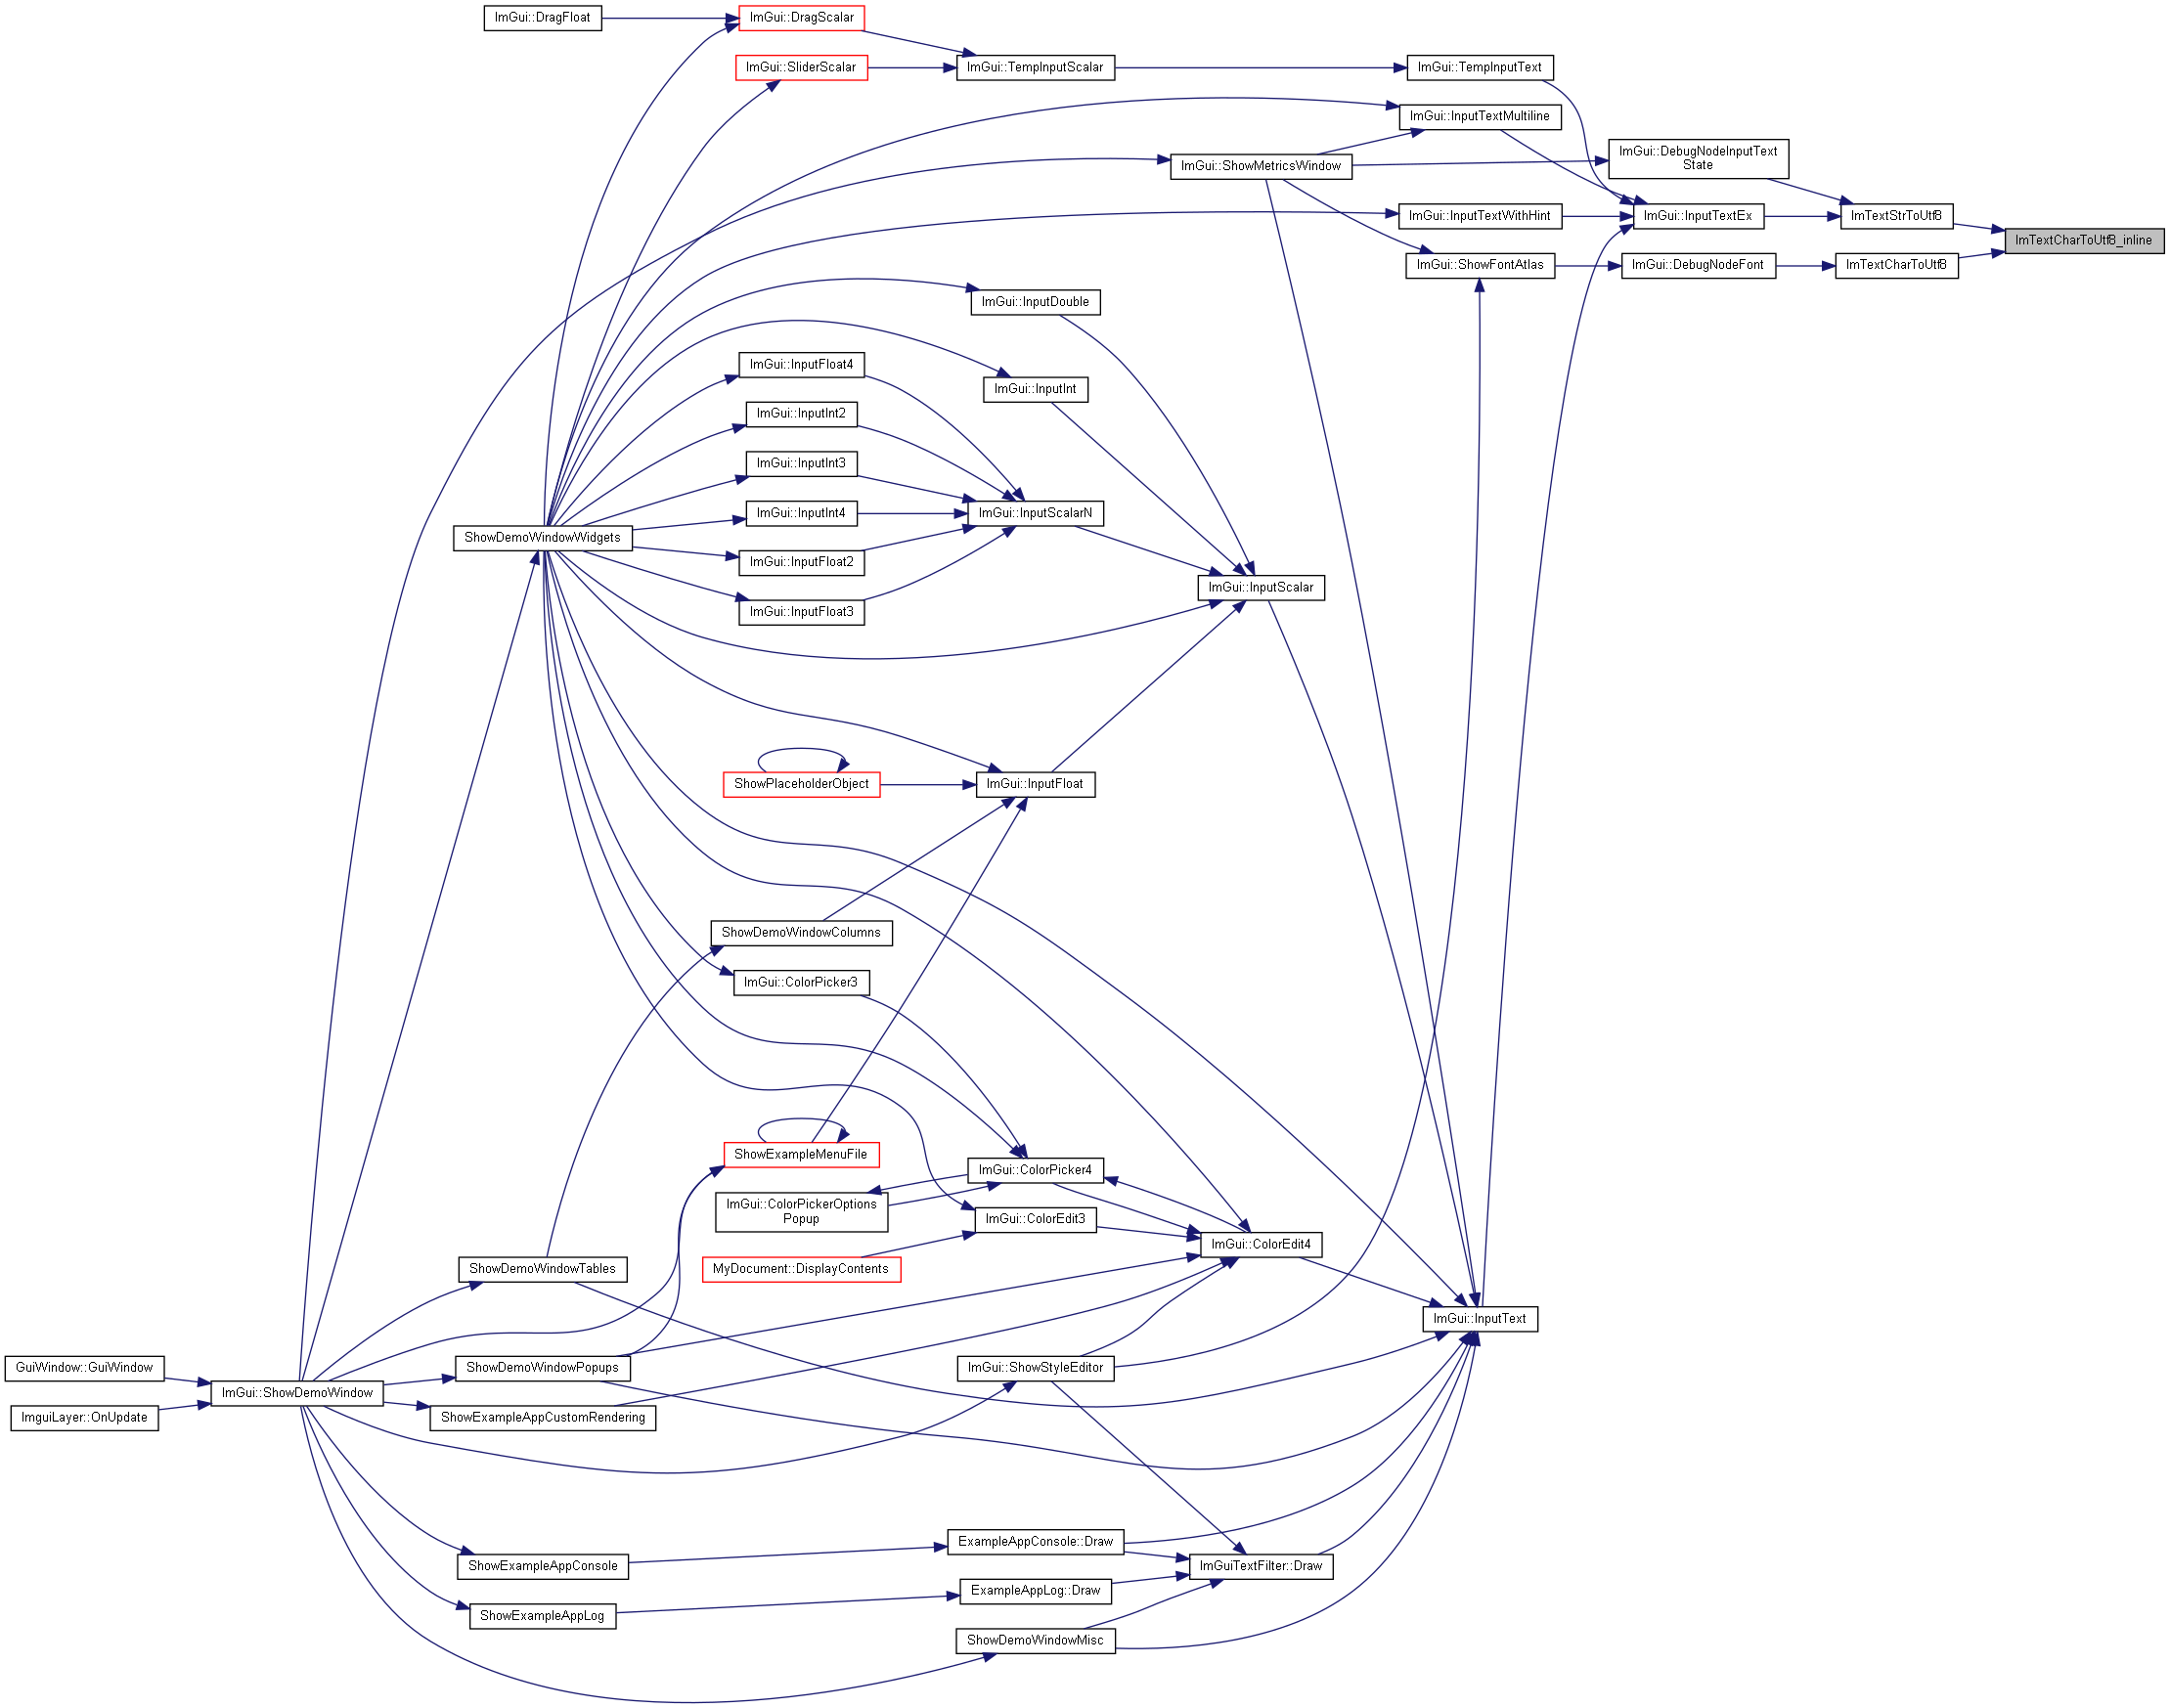 ImGui::DragFloat
ImGui::DragScalar
ImGui::SliderScalar
ImGui::TempInputScalar
ImGui::TempInputText
ImGui::InputTextMultiline
ImGui::ShowMetricsWindow
ImGui::DebugNodeInputText
State
ImGui::InputTextWithHint
ImGui::InputTextEx
ImTextStrToUtf8
ImTextCharToUtf8_inline
ImGui::ShowFontAtlas
ImGui::DebugNodeFont
ImTextCharToUtf8
ImGui::InputDouble
ImGui::InputFloat4
ImGui::InputInt
ImGui::InputInt2
ImGui::InputInt3
ImGui::InputInt4
ImGui::InputScalarN
ShowDemoWindowWidgets
ImGui::InputFloat2
ImGui::InputScalar
ImGui::InputFloat3
ShowPlaceholderObject
ImGui::InputFloat
ShowDemoWindowColumns
ImGui::ColorPicker3
ShowExampleMenuFile
ImGui::ColorPicker4
ImGui::ColorPickerOptions
Popup
ImGui::ColorEdit3
ImGui::ColorEdit4
ShowDemoWindowTables
MyDocument::DisplayContents
ImGui::InputText
GuiWindow::GuiWindow
ShowDemoWindowPopups
ImGui::ShowStyleEditor
ImGui::ShowDemoWindow
ImguiLayer::OnUpdate
ShowExampleAppCustomRendering
ExampleAppConsole::Draw
ShowExampleAppConsole
ImGuiTextFilter::Draw
ExampleAppLog::Draw
ShowExampleAppLog
ShowDemoWindowMisc